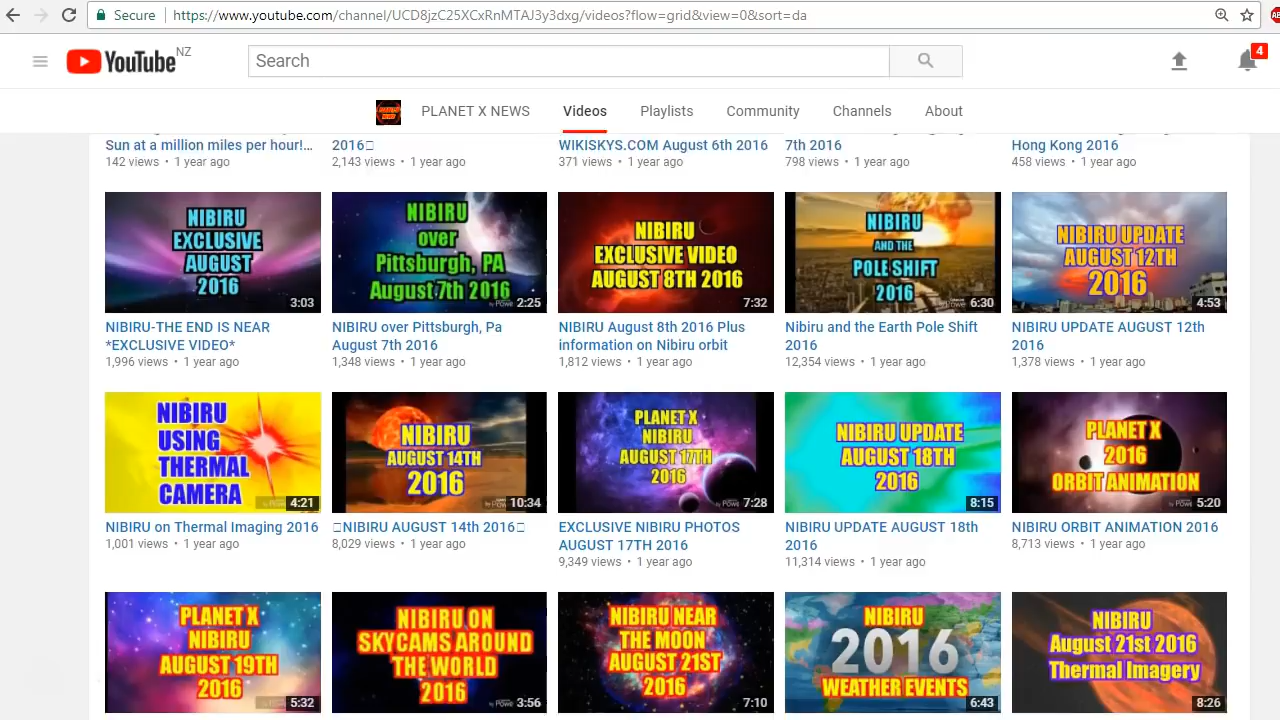 Secure https://www.youtube.com/channel/UCD8jzC25XCxRnMTAJ3y3dxg/videos?flow=grid&view=0&sort=da
YouTube NZ
Search
4
PLANET X NEWS Videos Playlists Community Channels About
Sun at a million miles per hour!...
142 views • 1 year ago
2016
2,143 views • 1 year ago
WIKISKYS.COM August 6th 2016
371 views • 1 year ago
7th 2016
798 views • 1 year ago
Hong Kong 2016
458 views • 1 year ago
NIBIRU
EXCLUSIVE
AUGUST
2016
3:03
NIBIRU-THE END IS NEAR
*EXCLUSIVE VIDEO*
1,996 views • 1 year ago
NIBIRU
over
Pittsburgh, PA
August 7th 2016
2:25
NIBIRU over Pittsburgh, Pa
August 7th 2016
1,348 views • 1 year ago
NIBIRU
EXCLUSIVE VIDEO
AUGUST 8TH 2016
7:32
NIBIRU August 8th 2016 Plus
information on Nibiru orbit
1,812 views • 1 year ago
NIBIRU
AND THE
POLE SHIFT
2016
6:30
Nibiru and the Earth Pole Shift
2016
12,354 views • 1 year ago
NIBIRU UPDATE
AUGUST 12TH
2016
4:53
NIBIRU UPDATE AUGUST 12th
2016
1,378 views • 1 year ago
NIBIRU
USING
THERMAL
CAMERA
4:21
NIBIRU on Thermal Imaging 2016
1,001 views • 1 year ago
NIBIRU
AUGUST 14TH
2016
10:34
NIBIRU AUGUST 14th 2016
8,029 views • 1 year ago
PLANET X
NIBIRU
AUGUST 17TH
2016
7:28
EXCLUSIVE NIBIRU PHOTOS
AUGUST 17TH 2016
9,349 views • 1 year ago
NIBIRU UPDATE
AUGUST 18TH
2016
8:15
NIBIRU UPDATE AUGUST 18th
2016
11,314 views • 1 year ago
PLANET X
2016
ORBIT ANIMATION
5:20
NIBIRU ORBIT ANIMATION 2016
8,713 views • 1 year ago
PLANET X
NIBIRU
AUGUST 19TH
2016
5:32
NIBIRU ON
SKYCAMS AROUND
THE WORLD
2016
3:56
NIBIRU NEAR
THE MOON
AUGUST 21ST
2016
7:10
NIBIRU
2016
WEATHER EVENTS
6:43
NIBIRU
August 21st 2016
Thermal Imagery
8:26